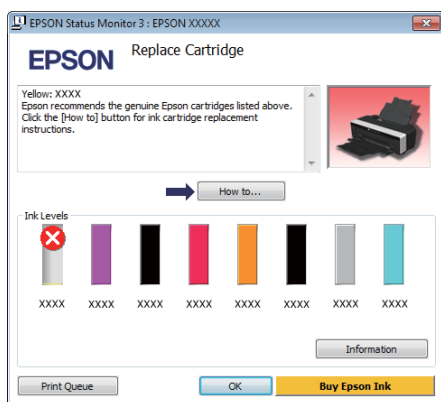 EPSON Status Monitor 3 : EPSON XXXXX
EPSON
Replace Cartridge
Yellow: XXXX
Epson recommends the genuine Epson cartridges listed above.
Click the [How to] button for ink cartridge replacement
instructions.
How to...
Ink Levels
XXXX XXXX XXXX XXXX XXXX XXXX XXXX XXXX
Information
Print Queue OK Buy Epson Ink